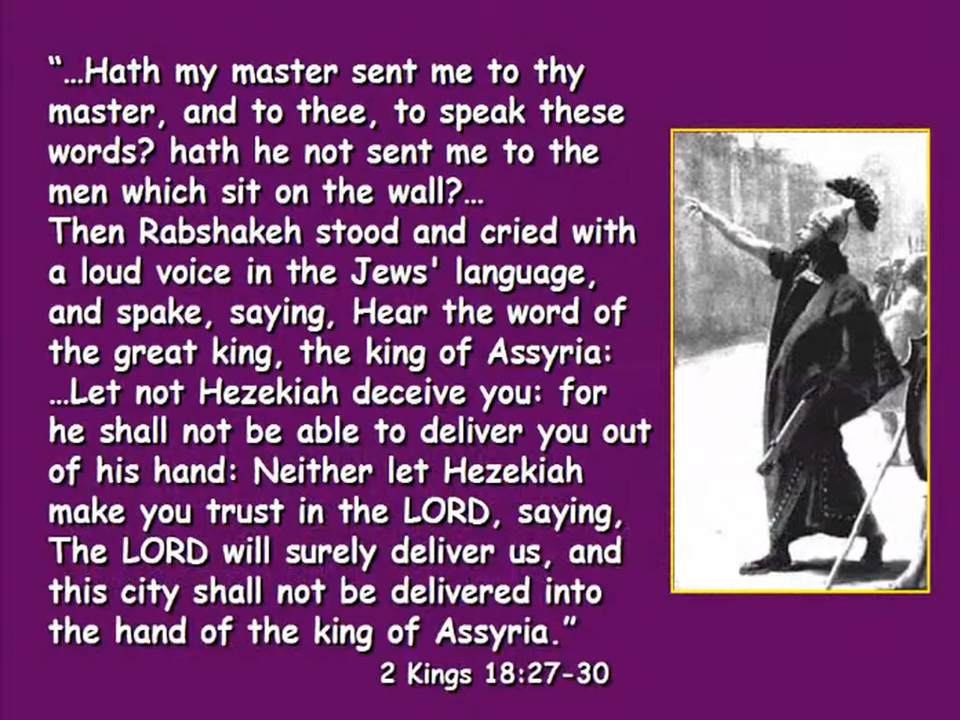 “…Hath my master sent me to thy
master, and to thee, to speak these
words? hath he not sent me to the
men which sit on the wall?…
Then Rabshakeh stood and cried with
a loud voice in the Jews' language,
and spake, saying, Hear the word of
the great king, the king of Assyria:
…Let not Hezekiah deceive you: for
he shall not be able to deliver you out
of his hand: Neither let Hezekiah
make you trust in the LORD, saying,
The LORD will surely deliver us, and
this city shall not be delivered into
the hand of the king of Assyria.”
2 Kings 18:27-30